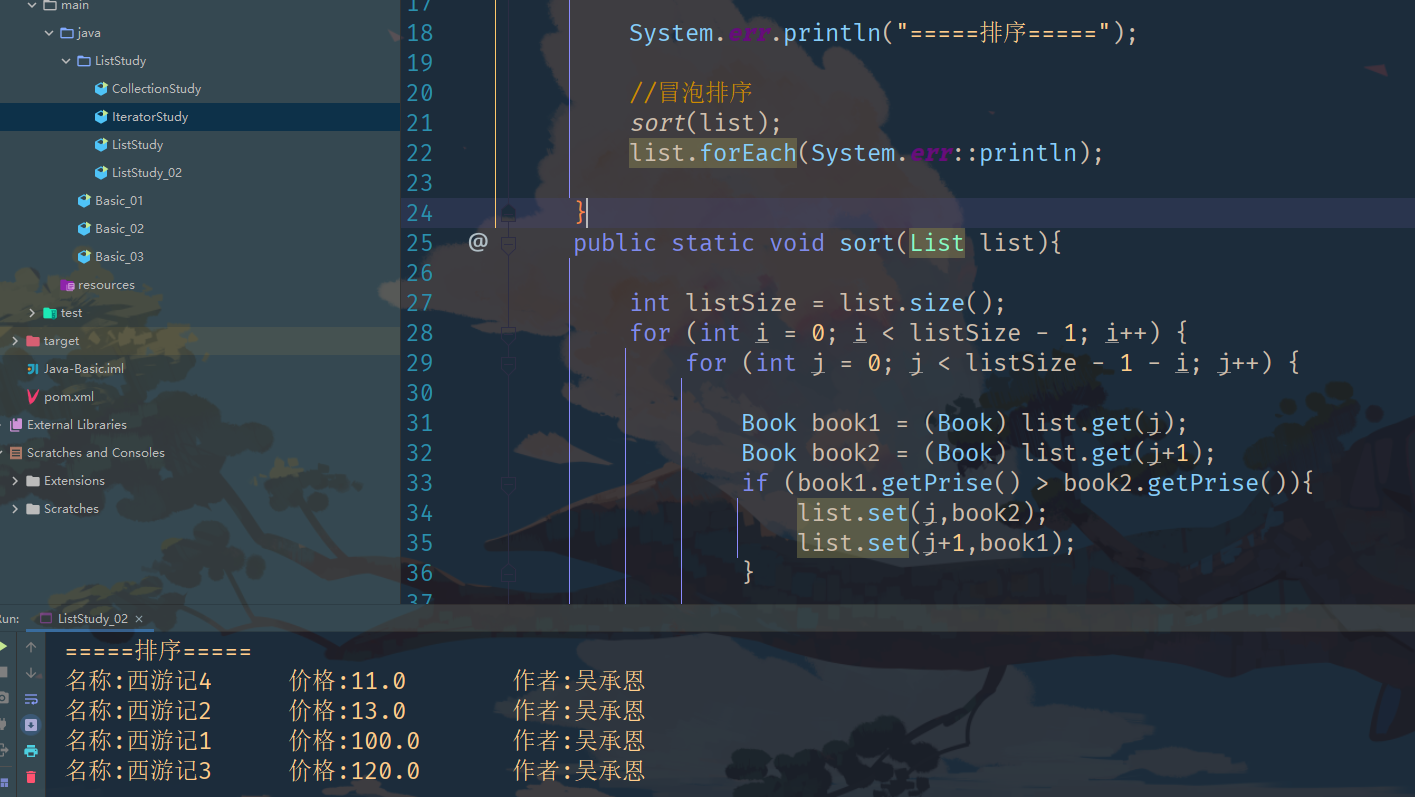 main
java
ListStudy
CollectionStudy
IteratorStudy
ListStudy
ListStudy_02
Basic_01
Basic_02
Basic_03
resources
test
target
Java-Basic.iml
pom.xml
External Libraries
Scratches and Consoles
Extensions
Scratches
17
18 System.err.println("=====排序=====");
19
20 //冒泡排序
21 sort(list);
22 list.forEach(System.err::println);
23
24 }
25 @ public static void sort(List list){
26
27 int listSize = list.size();
28 for (int i = 0; i < listSize - 1; i++) {
29 for (int j = 0; j < listSize - 1 - i; j++) {
30
31 Book book1 = (Book) list.get(j);
32 Book book2 = (Book) list.get(j+1);
33 if (book1.getPrise() > book2.getPrise()){
34 list.set(j,book2);
35 list.set(j+1,book1);
36 }
37
Run: ListStudy_02 ×
=====排序=====
名称:西游记4 价格:11.0 作者:吴承恩
名称:西游记2 价格:13.0 作者:吴承恩
名称:西游记1 价格:100.0 作者:吴承恩
名称:西游记3 价格:120.0 作者:吴承恩